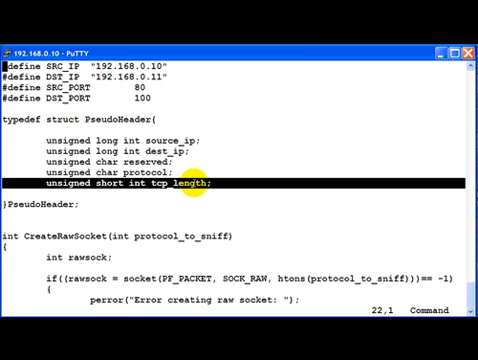 192.168.0.10 - PuTTY
#define SRC_IP "192.168.0.10"
#define DST_IP "192.168.0.11"
#define SRC_PORT 80
#define DST_PORT 100
typedef struct PseudoHeader{
unsigned long int source_ip;
unsigned long int dest_ip;
unsigned char reserved;
unsigned char protocol;
unsigned short int tcp_length;
}PseudoHeader;
int CreateRawSocket(int protocol_to_sniff)
{
int rawsock;
if((rawsock = socket(PF_PACKET, SOCK_RAW, htons(protocol_to_sniff)))== -1)
{
perror("Error creating raw socket: ");
22,1 Command